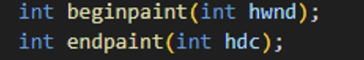 int beginpaint(int hwnd);
int endpaint(int hdc);